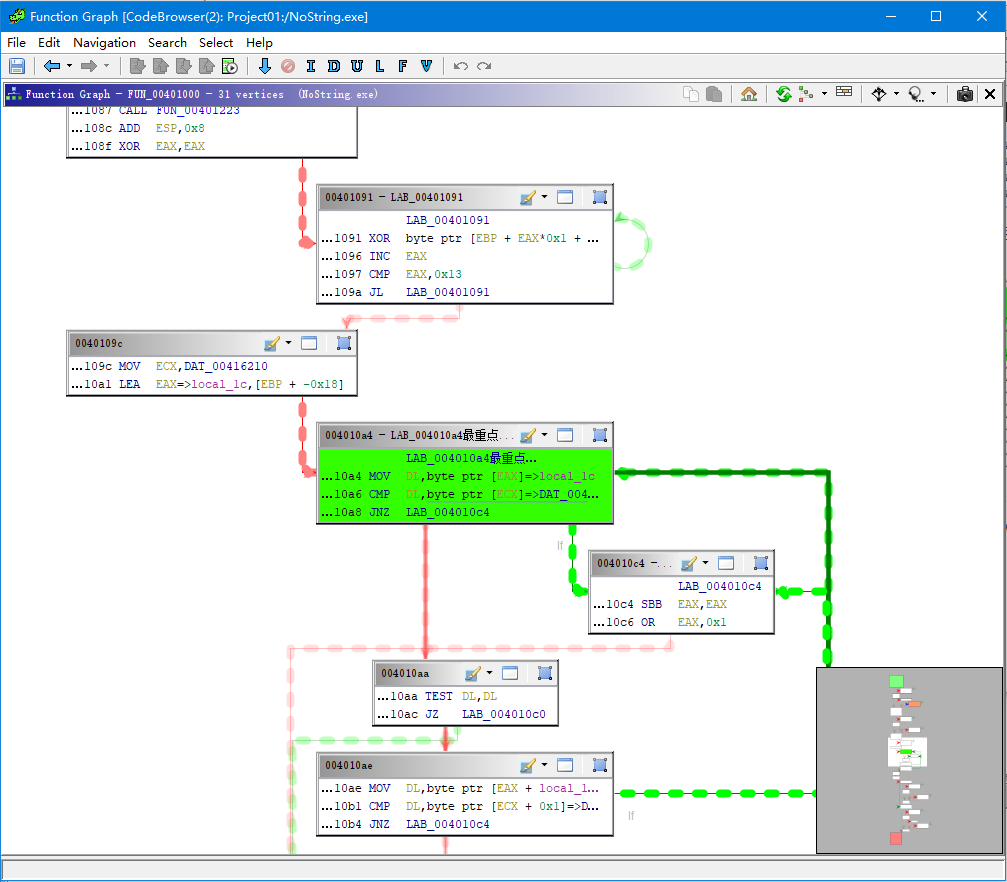 Function Graph [CodeBrowser(2): Project01:/NoString.exe]
File Edit Navigation Search Select Help
I D U L F V
Function Graph - FUN_00401000 - 31 vertices (NoString.exe)
...1087 CALL FUN_00401223
...108c ADD ESP,0x8
...108f XOR EAX,EAX
00401091 - LAB_00401091
LAB_00401091
...1091 XOR byte ptr [EBP + EAX*0x1 + ...
...1096 INC EAX
...1097 CMP EAX,0x13
...109a JL LAB_00401091
0040109c
...109c MOV ECX,DAT_00416210
...10a1 LEA EAX=>local_1c,[EBP + -0x18]
004010a4 - LAB_004010a4最重点...
LAB_004010a4最重点...
...10a4 MOV DL,byte ptr [EAX]=>local_1c
...10a6 CMP DL,byte ptr [ECX]=>DAT_004...
...10a8 JNZ LAB_004010c4
If
004010c4 -...
LAB_004010c4
...10c4 SBB EAX,EAX
...10c6 OR EAX,0x1
004010aa
...10aa TEST DL,DL
...10ac JZ LAB_004010c0
004010ae
...10ae MOV DL,byte ptr [EAX + local_1...
...10b1 CMP DL,byte ptr [ECX + 0x1]=>D...
...10b4 JNZ LAB_004010c4
If